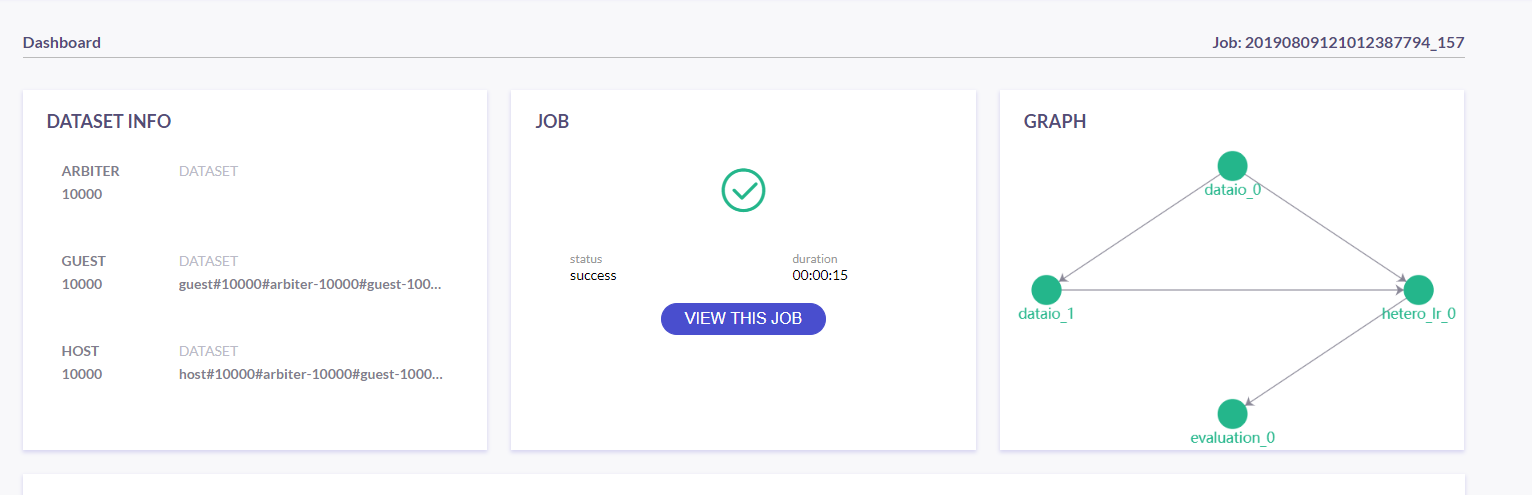 Dashboard
Job: 20190809121012387794_157
DATASET INFO
ARBITER DATASET
10000
GUEST DATASET
10000 guest#10000#arbiter-10000#guest-100...
HOST DATASET
10000 host#10000#arbiter-10000#guest-1000...
JOB
status duration
success 00:00:15
VIEW THIS JOB
GRAPH
dataio_0
dataio_1
hetero_lr_0
evaluation_0